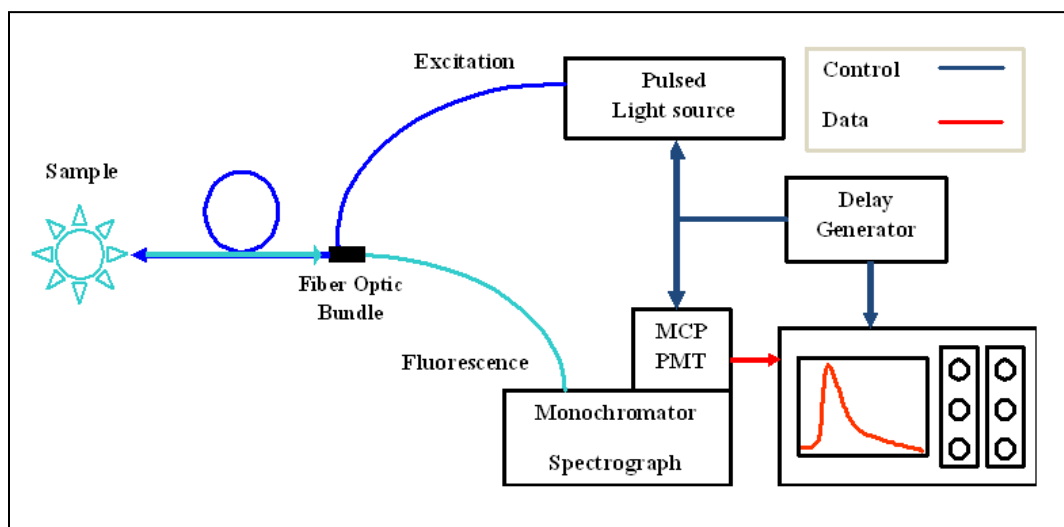 Excitation
Pulsed
Light source
Control
Data
Sample
Delay
Generator
Fiber Optic
Bundle
MCP
PMT
Fluorescence
Monochromator
Spectrograph